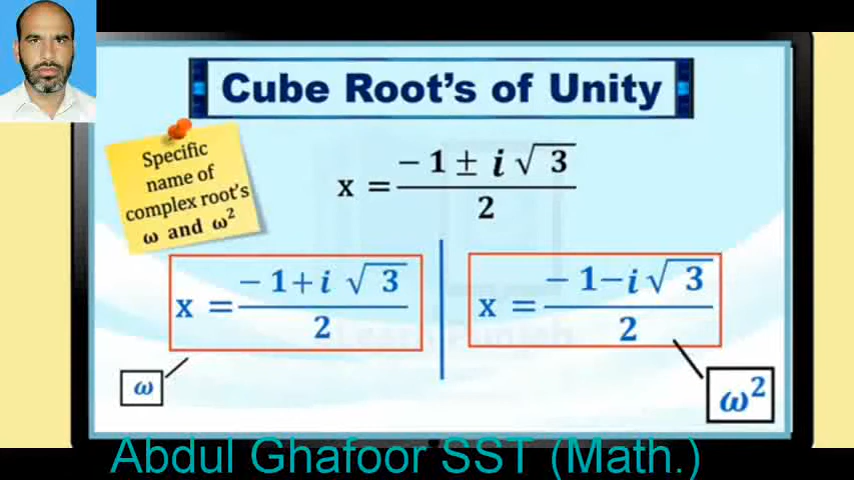 Cube Root's of Unity
Specific
name of
complex root's
ω and ω²
x = (−1 ± i√3)/2
x = (−1+i√3)/2
x = (−1−i√3)/2
ω
ω²
Abdul Ghafoor SST (Math.)